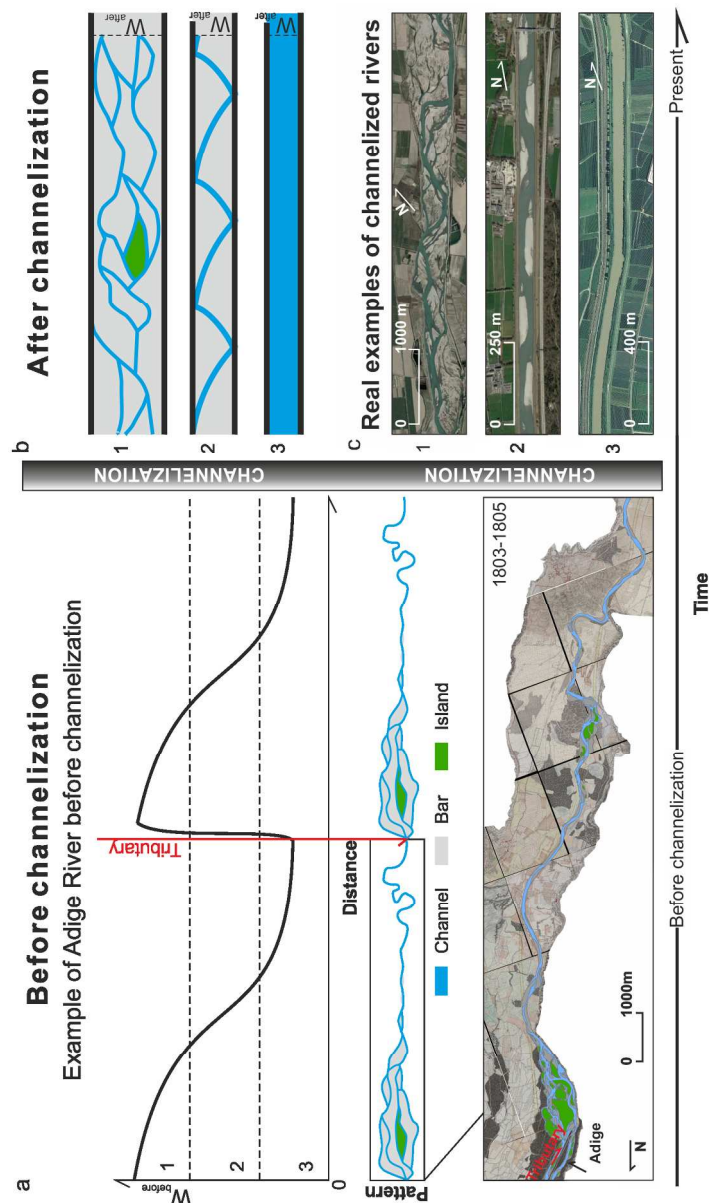 a
Before channelization
Example of Adige River before channelization
W before
1
2
3
0
Distance
Tributary
Pattern
Channel
Bar
Island
1803-1805
Tributary
Adige
N
0 1000m
CHANNELIZATION
CHANNELIZATION
b
After channelization
1
W after
2
W after
3
W after
c
Real examples of channelized rivers
1
0 1000 m
N
2
0 250 m
N
3
0 400 m
N
Before channelization
Time
Present